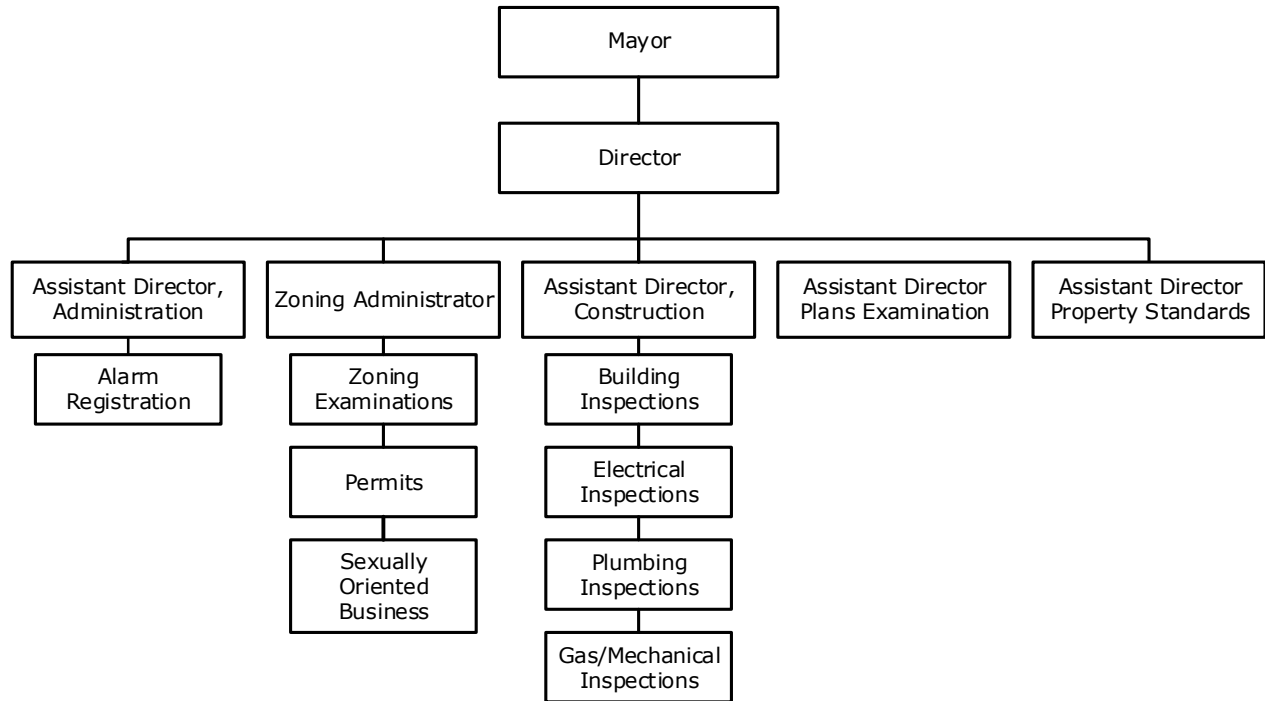 Mayor
Director
Assistant Director,
Administration
Zoning Administrator
Assistant Director,
Construction
Assistant Director
Plans Examination
Assistant Director
Property Standards
Alarm
Registration
Zoning
Examinations
Building
Inspections
Permits
Electrical
Inspections
Sexually
Oriented
Business
Plumbing
Inspections
Gas/Mechanical
Inspections